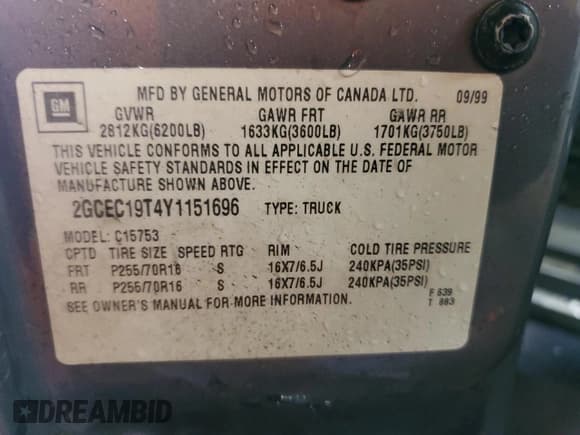 GM
MFD BY GENERAL MOTORS OF CANADA LTD. 09/99
GVWR GAWR FRT GAWR RR
2812KG(6200LB) 1633KG(3600LB) 1701KG(3750LB)
THIS VEHICLE CONFORMS TO ALL APPLICABLE U.S. FEDERAL MOTOR
VEHICLE SAFETY STANDARDS IN EFFECT ON THE DATE OF
MANUFACTURE SHOWN ABOVE.
2GCEC19T4Y1151696 TYPE: TRUCK
MODEL: C15753
CPTD TIRE SIZE SPEED RTG RIM COLD TIRE PRESSURE
FRT P255/70R16 S 16X7/6.5J 240KPA(35PSI)
RR P255/70R16 S 16X7/6.5J 240KPA(35PSI)
SEE OWNER'S MANUAL FOR MORE INFORMATION.
F 639
T 883
DREAMBID